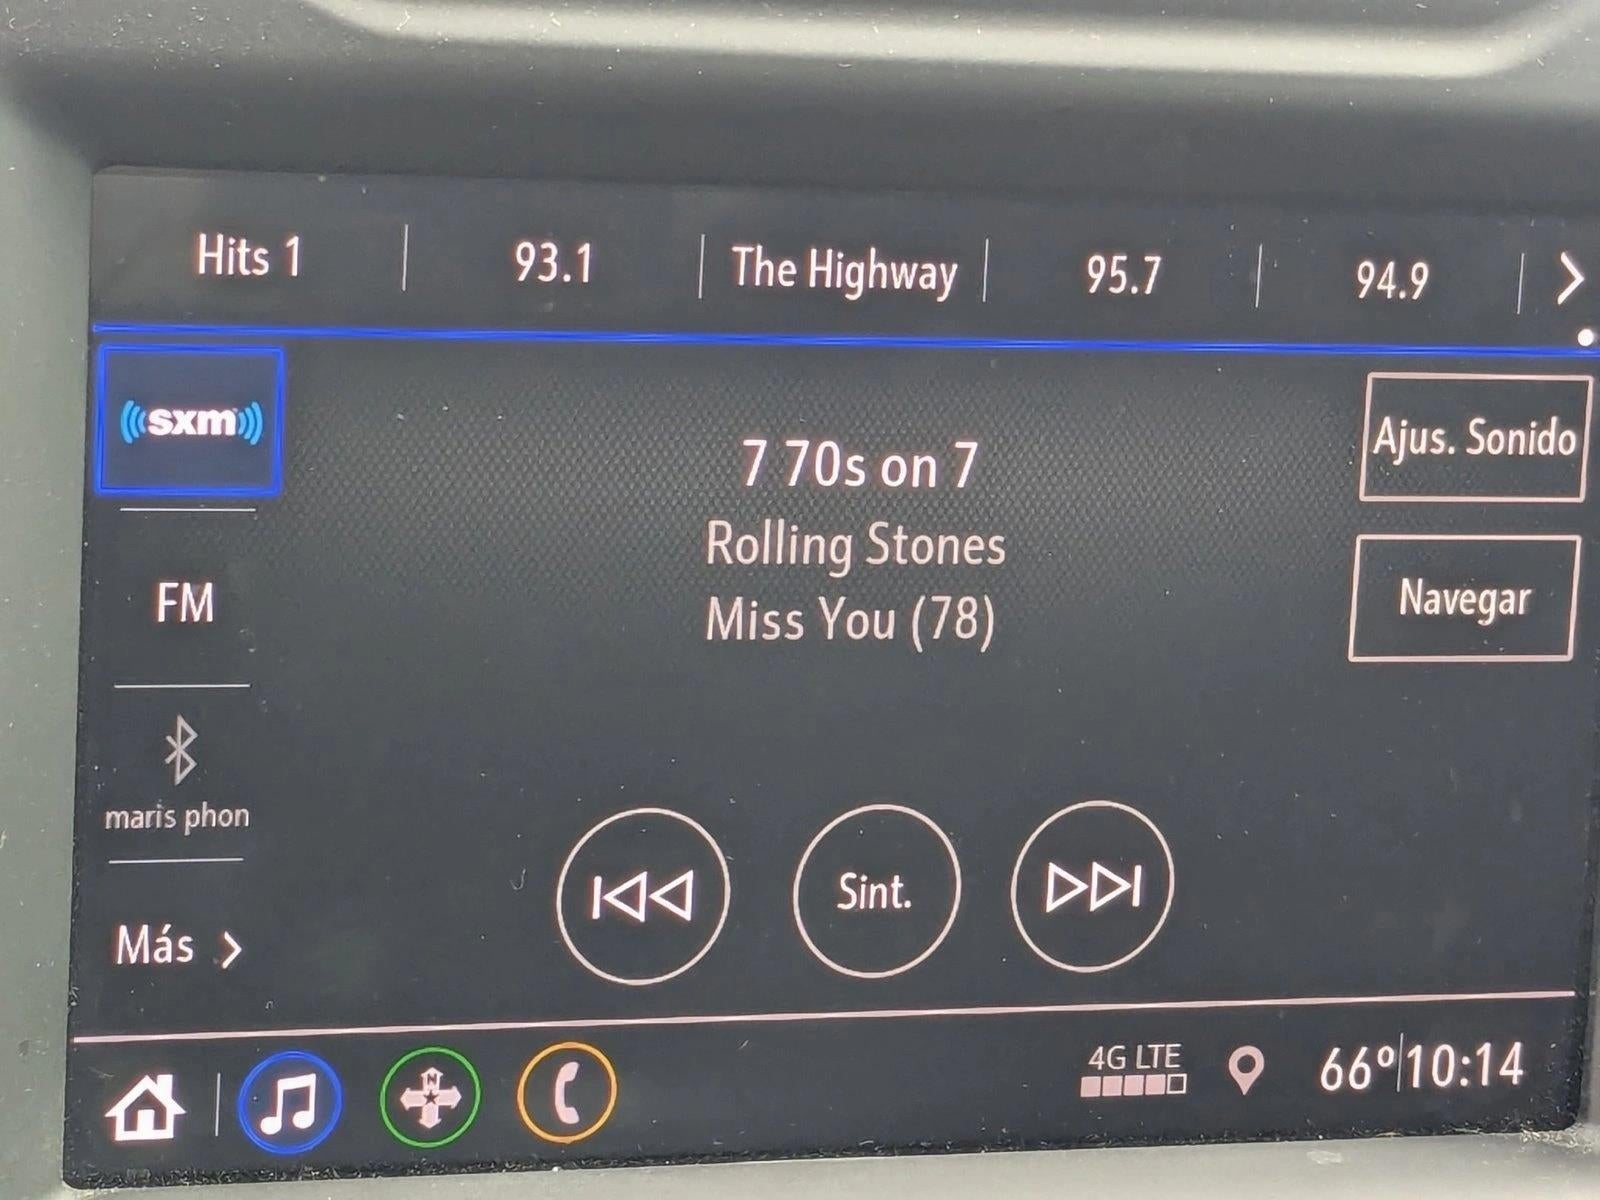 Hits 1
93.1
The Highway
95.7
94.9
sxm
7 70s on 7
Ajus. Sonido
Rolling Stones
FM
Navegar
Miss You (78)
maris phon
Más
Sint.
N
4G LTE
66° 10:14